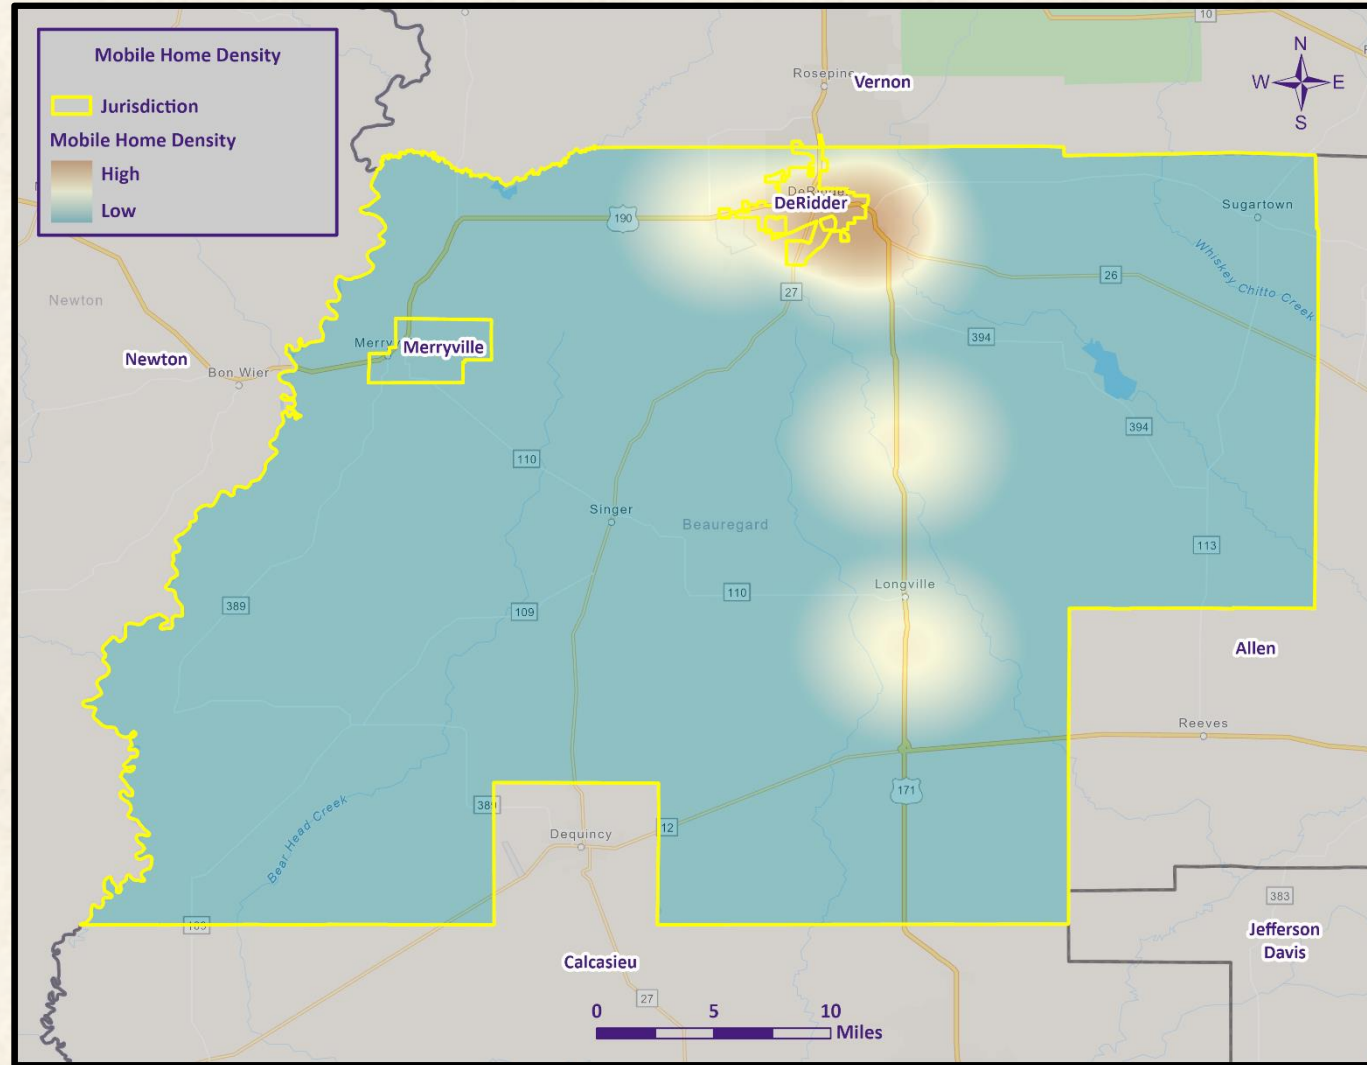 Mobile Home Density
Jurisdiction
Mobile Home Density
High
Low
10
N
W E
S
Rosepine
Vernon
DeRidder
190
Sugartown
Whiskey Chitto Creek
26
27
394
Newton
Newton
Bon Wier
Merryville
394
110
Singer
Beauregard
113
Longville
389
109
110
Allen
Reeves
171
389
12
Dequincy
Bear Head Creek
109
383
Jefferson
Davis
Calcasieu
27
0 5 10
Miles